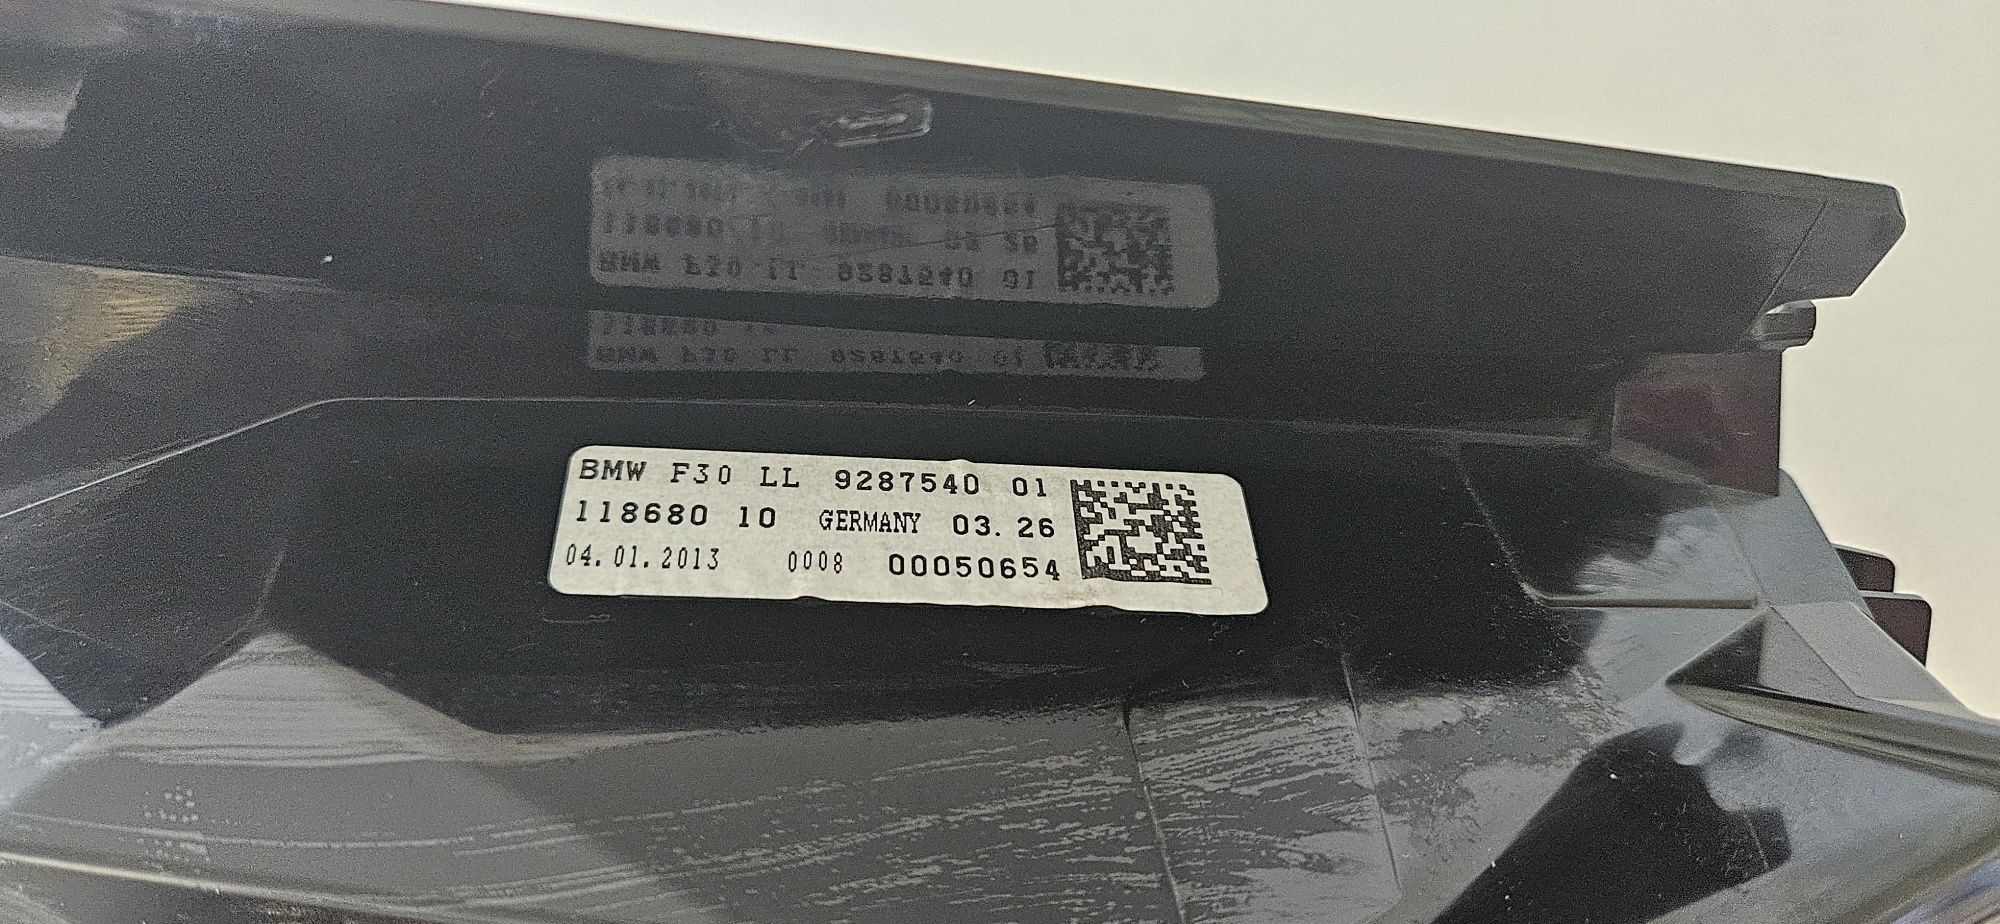 BMW F30 LL 9287540 01
118680 10 GERMANY 03.26
04.01.2013 0008 00050654